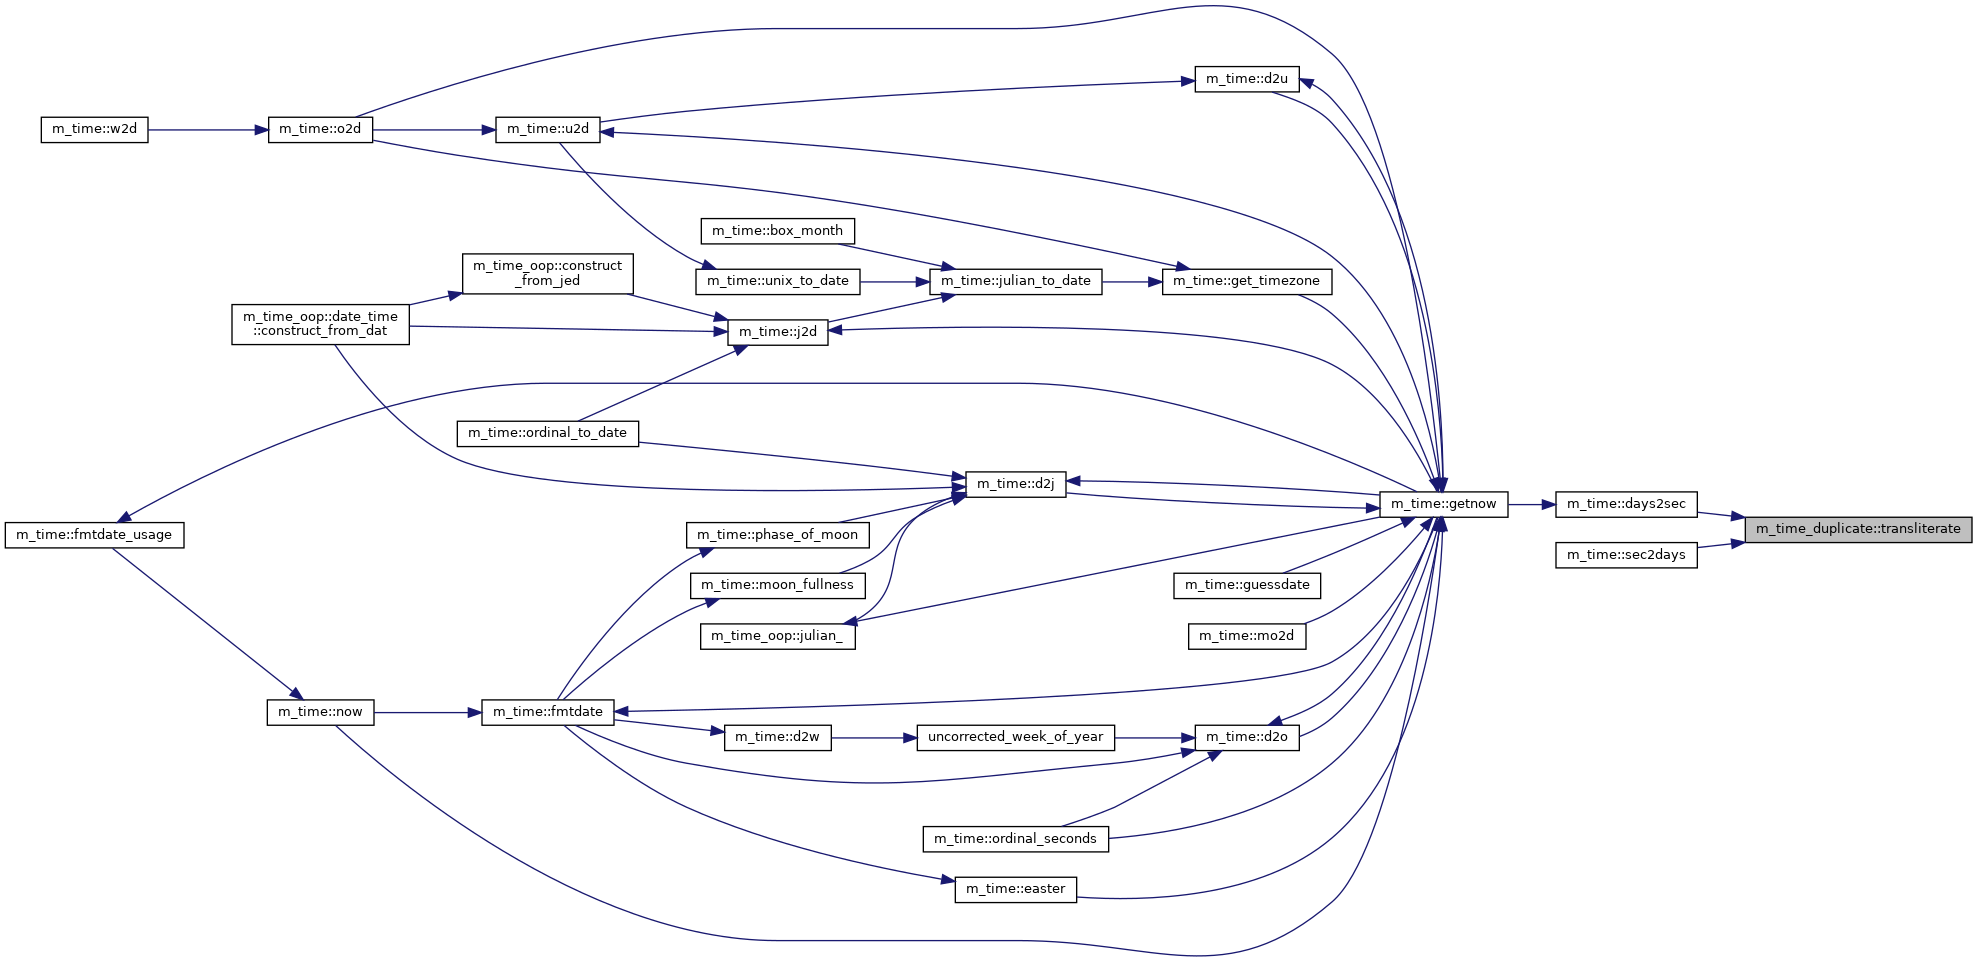 m_time::d2u
m_time::w2d
m_time::o2d
m_time::u2d
m_time::box_month
m_time_oop::construct
_from_jed
m_time::unix_to_date
m_time::julian_to_date
m_time::get_timezone
m_time_oop::date_time
::construct_from_dat
m_time::j2d
m_time::ordinal_to_date
m_time::d2j
m_time::getnow
m_time::days2sec
m_time_duplicate::transliterate
m_time::fmtdate_usage
m_time::phase_of_moon
m_time::sec2days
m_time::moon_fullness
m_time::guessdate
m_time_oop::julian_
m_time::mo2d
m_time::now
m_time::fmtdate
m_time::d2w
uncorrected_week_of_year
m_time::d2o
m_time::ordinal_seconds
m_time::easter